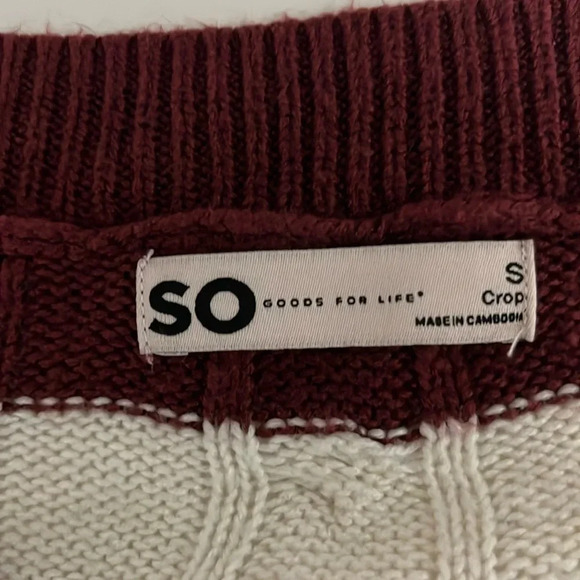 SO GOODS FOR LIFE®
S
Crop
MADE IN CAMBODIA